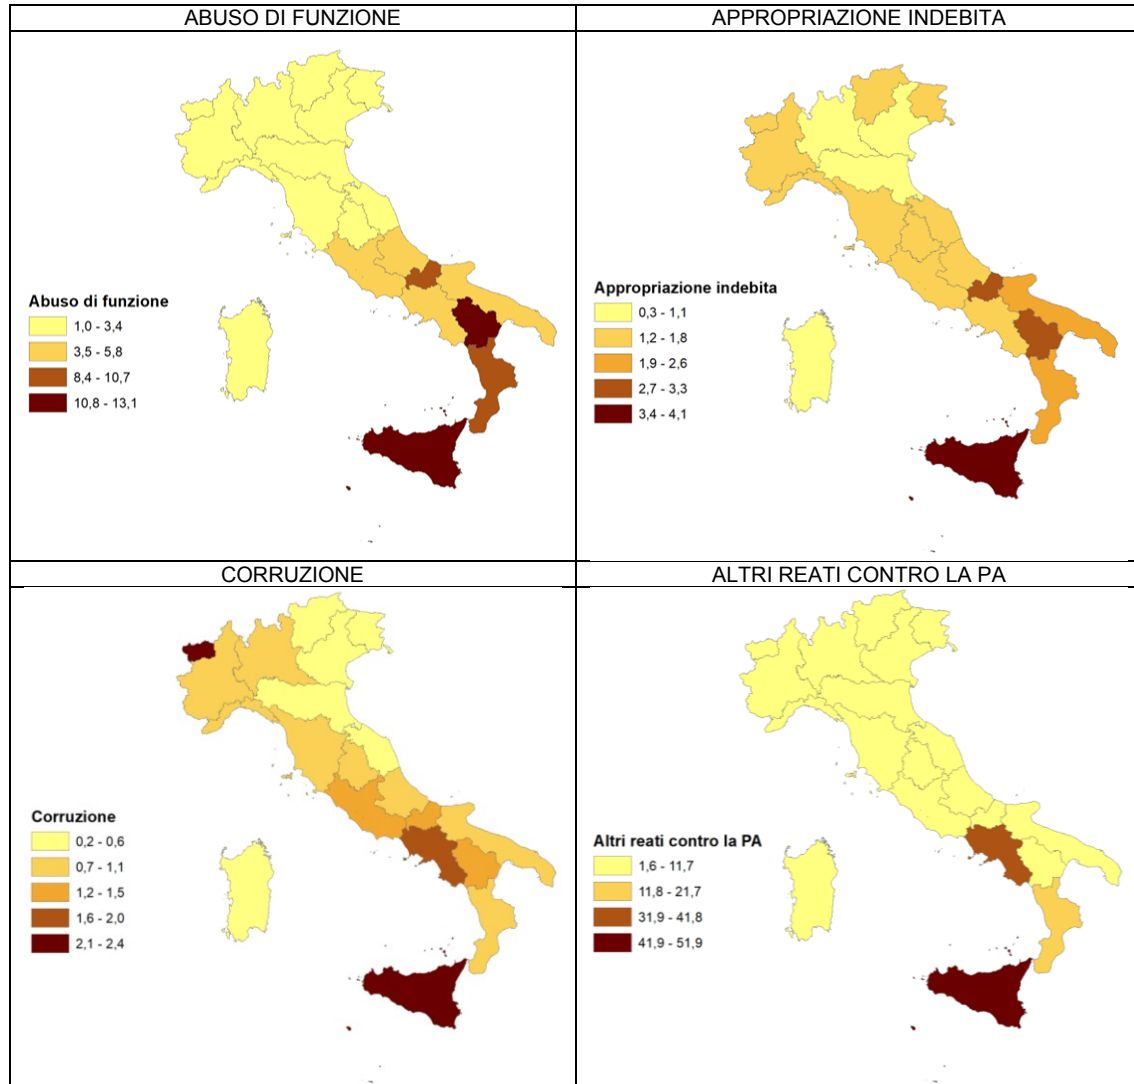 ABUSO DI FUNZIONE
APPROPRIAZIONE INDEBITA
Abuso di funzione
1,0 - 3,4
3,5 - 5,8
8,4 - 10,7
10,8 - 13,1
Appropriazione indebita
0,3 - 1,1
1,2 - 1,8
1,9 - 2,6
2,7 - 3,3
3,4 - 4,1
CORRUZIONE
ALTRI REATI CONTRO LA PA
Corruzione
0,2 - 0,6
0,7 - 1,1
1,2 - 1,5
1,6 - 2,0
2,1 - 2,4
Altri reati contro la PA
1,6 - 11,7
11,8 - 21,7
31,9 - 41,8
41,9 - 51,9